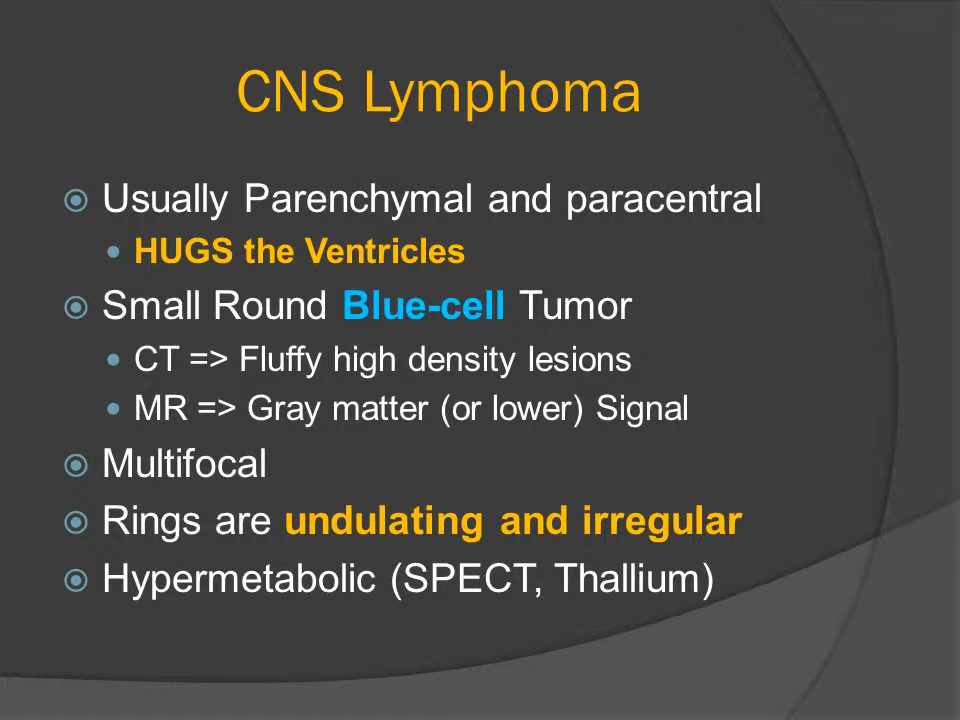 CNS Lymphoma
Usually Parenchymal and paracentral
HUGS the Ventricles
Small Round Blue-cell Tumor
CT => Fluffy high density lesions
MR => Gray matter (or lower) Signal
Multifocal
Rings are undulating and irregular
Hypermetabolic (SPECT, Thallium)